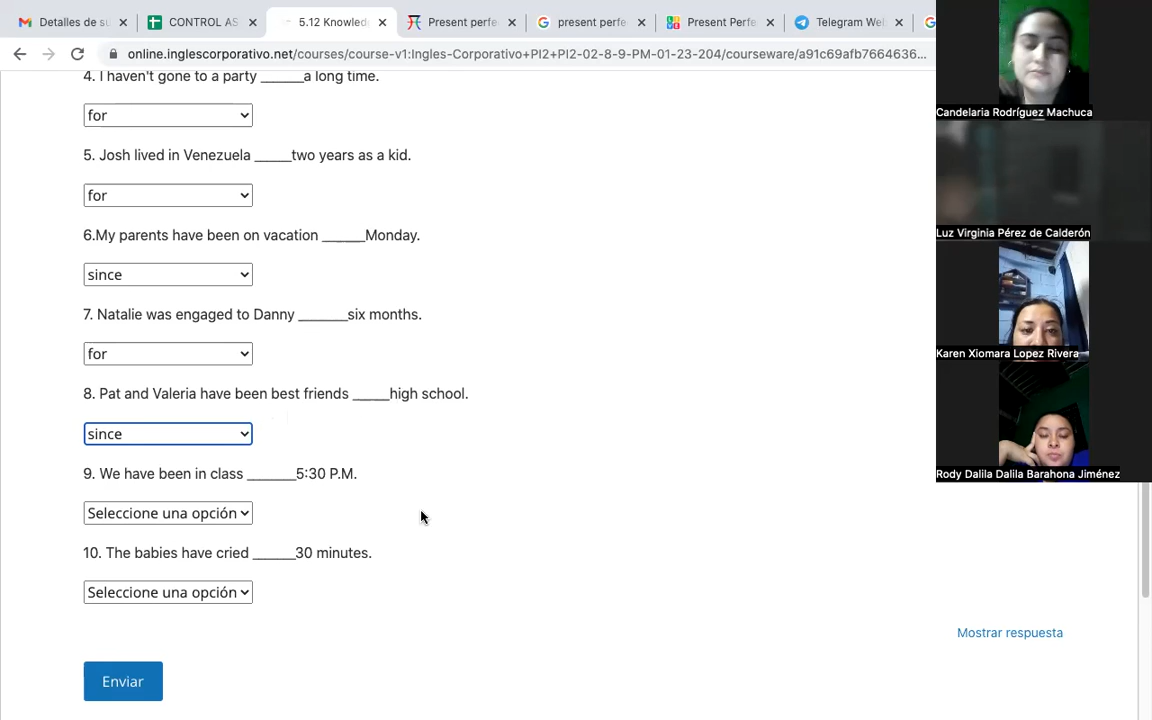 Detalles de su
CONTROL AS
5.12 Knowled
Present perfe
present perfe
Present Perfe
Telegram Web
online.inglescorporativo.net/courses/course-v1:Ingles-Corporativo+PI2+PI2-02-8-9-PM-01-23-204/courseware/a91c69afb7664636...
4. I haven't gone to a party ______a long time.
for
5. Josh lived in Venezuela _____two years as a kid.
for
6.My parents have been on vacation ______Monday.
since
7. Natalie was engaged to Danny _______six months.
for
8. Pat and Valeria have been best friends _____high school.
since
9. We have been in class _______5:30 P.M.
Seleccione una opción
10. The babies have cried ______30 minutes.
Seleccione una opción
Mostrar respuesta
Enviar
Candelaria Rodríguez Machuca
Luz Virginia Pérez de Calderón
Karen Xiomara Lopez Rivera
Rody Dalila Dalila Barahona Jiménez